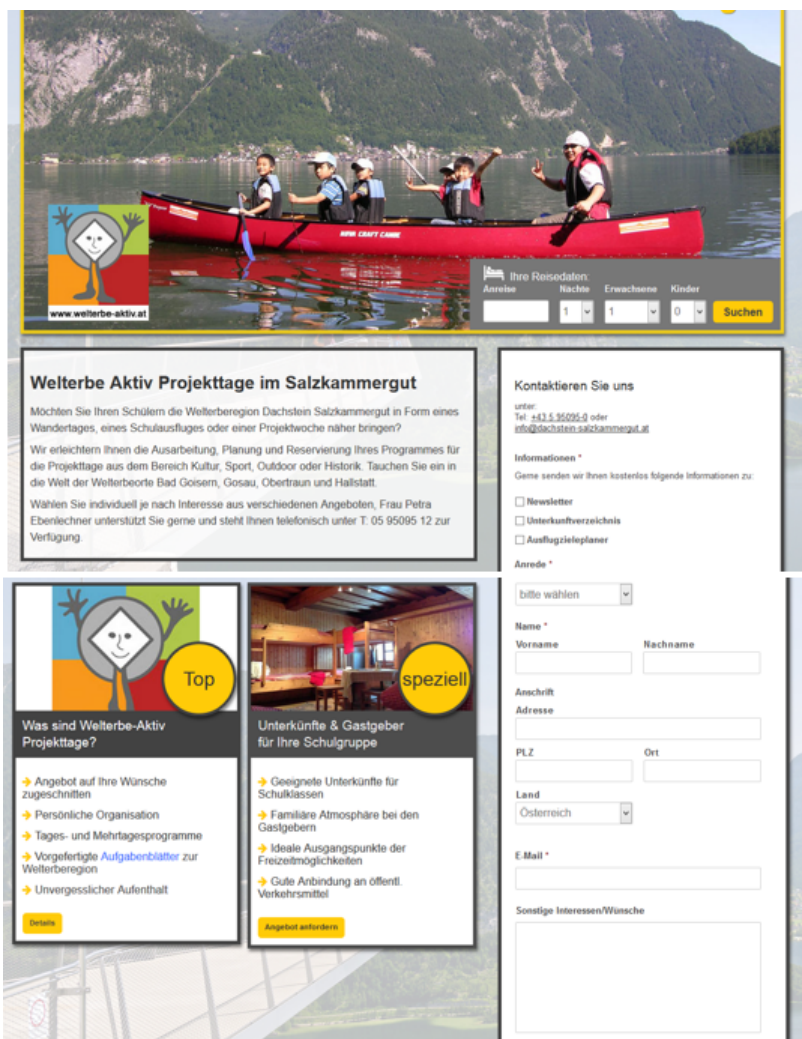 NOVA CRAFT CANOE
www.welterbe-aktiv.at
Ihre Reisedaten:
Anreise Nächte Erwachsene Kinder
1 1 0 Suchen
Welterbe Aktiv Projekttage im Salzkammergut
Möchten Sie Ihren Schülern die Welterberegion Dachstein Salzkammergut in Form eines
Wandertages, eines Schulausfluges oder einer Projektwoche näher bringen?
Wir erleichtern Ihnen die Ausarbeitung, Planung und Reservierung Ihres Programmes für
die Projekttage aus dem Bereich Kultur, Sport, Outdoor oder Historik. Tauchen Sie ein in
die Welt der Welterbeorte Bad Goisern, Gosau, Obertraun und Hallstatt.
Wählen Sie individuell je nach Interesse aus verschiedenen Angeboten, Frau Petra
Ebenlechner unterstützt Sie gerne und steht Ihnen telefonisch unter T: 05 95095 12 zur
Verfügung.
Top
Was sind Welterbe-Aktiv
Projekttage?
Angebot auf Ihre Wünsche
zugeschnitten
Persönliche Organisation
Tages- und Mehrtagesprogramme
Vorgefertigte Aufgabenblätter zur
Welterberegion
Unvergesslicher Aufenthalt
Details
speziell
Unterkünfte & Gastgeber
für Ihre Schulgruppe
Geeignete Unterkünfte für
Schulklassen
Familiäre Atmosphäre bei den
Gastgebern
Ideale Ausgangspunkte der
Freizeitmöglichkeiten
Gute Anbindung an öffentl.
Verkehrsmittel
Angebot anfordern
Kontaktieren Sie uns
unter:
Tel: +43 5 95095-0 oder
info@dachstein-salzkammergut.at
Informationen *
Gerne senden wir Ihnen kostenlos folgende Informationen zu:
Newsletter
Unterkunftverzeichnis
Ausflugzieleplaner
Anrede *
bitte wählen
Name *
Vorname Nachname
Anschrift
Adresse
PLZ Ort
Land
Österreich
E-Mail *
Sonstige Interessen/Wünsche